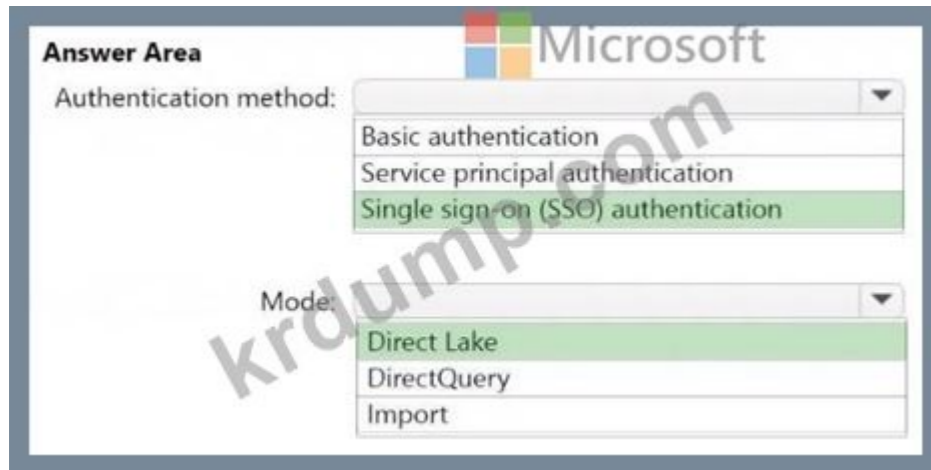 Microsoft
Answer Area
Authentication method:
Basic authentication
Service principal authentication
Single sign-on (SSO) authentication
Mode:
Direct Lake
DirectQuery
Import
krdump.com